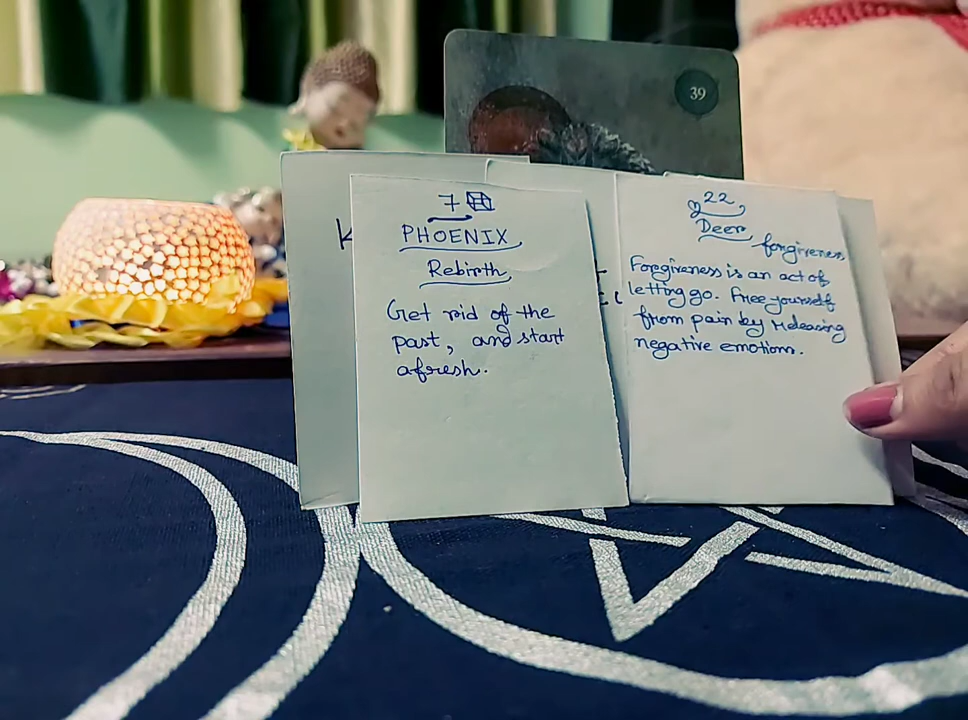 39
K
7
PHOENIX
Rebirth
Get rid of the
past, and start
afresh.
22
Deer
forgiveness
Forgiveness is an act of
letting go. Free yourself
from pain by releasing
negative emotions.